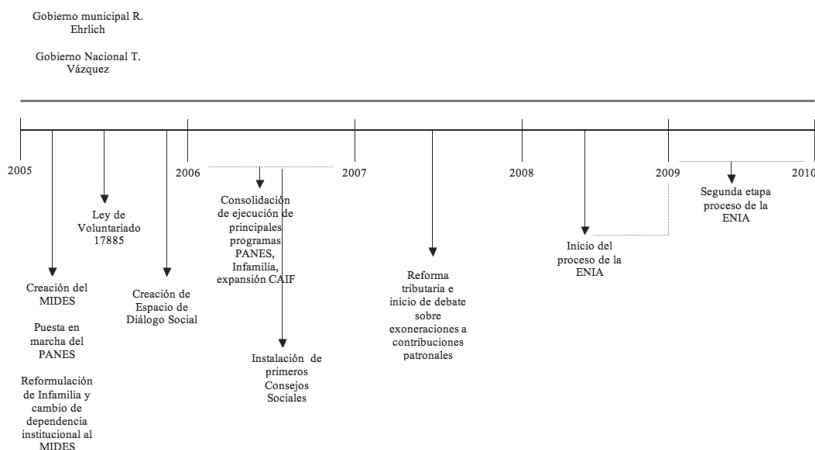 Gobierno municipal R.
Ehrlich
Gobierno Nacional T.
Vázquez
2005
2006
2007
2008
2009
2010
Ley de
Voluntariado
17885
Creación del
MIDES
Puesta en
marcha del
PANES
Reformulación
de Infamilia y
cambio de
dependencia
institucional al
MIDES
Creación de
Espacio de
Diálogo Social
Consolidación
de ejecución de
principales
programas
PANES,
Infamilia,
expansión CAIF
Instalación de
primeros
Consejos
Sociales
Reforma
tributaria e
inicio de debate
sobre
exoneraciones a
contribuciones
patronales
Inicio del
proceso de la
ENIA
Segunda etapa
proceso de la
ENIA